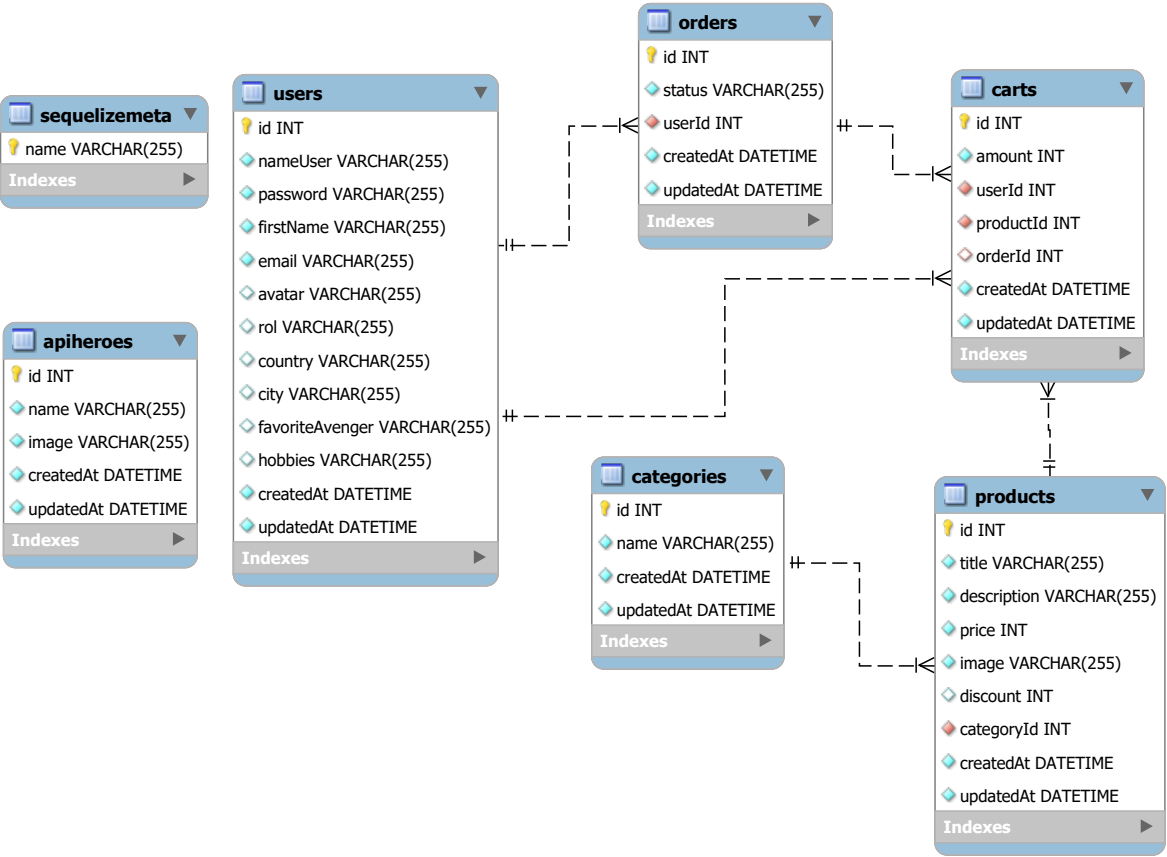 sequelizemeta
name VARCHAR(255)
Indexes
users
id INT
nameUser VARCHAR(255)
password VARCHAR(255)
firstName VARCHAR(255)
email VARCHAR(255)
avatar VARCHAR(255)
rol VARCHAR(255)
country VARCHAR(255)
city VARCHAR(255)
favoriteAvenger VARCHAR(255)
hobbies VARCHAR(255)
createdAt DATETIME
updatedAt DATETIME
Indexes
orders
id INT
status VARCHAR(255)
userId INT
createdAt DATETIME
updatedAt DATETIME
Indexes
carts
id INT
amount INT
userId INT
productId INT
orderId INT
createdAt DATETIME
updatedAt DATETIME
Indexes
apiheroes
id INT
name VARCHAR(255)
image VARCHAR(255)
createdAt DATETIME
updatedAt DATETIME
Indexes
categories
id INT
name VARCHAR(255)
createdAt DATETIME
updatedAt DATETIME
Indexes
products
id INT
title VARCHAR(255)
description VARCHAR(255)
price INT
image VARCHAR(255)
discount INT
categoryId INT
createdAt DATETIME
updatedAt DATETIME
Indexes